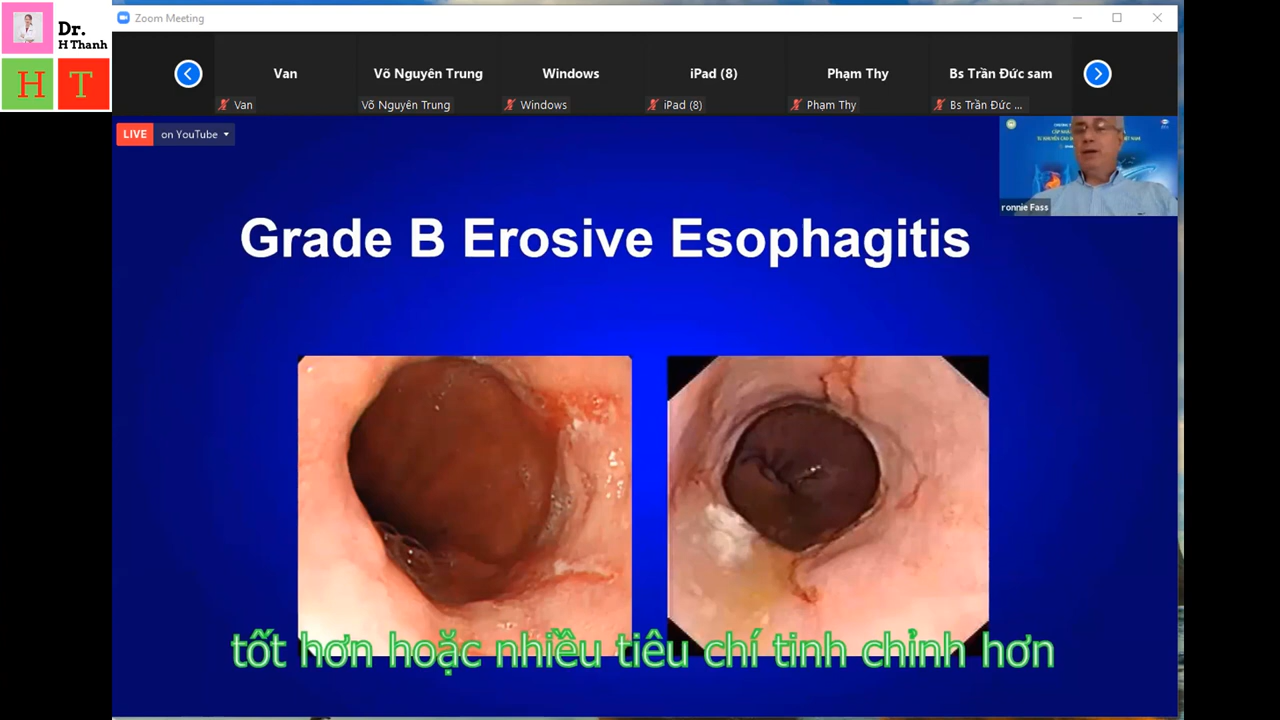 Dr.
H Thanh
H T
Zoom Meeting
Van
Võ Nguyên Trung
Windows
iPad (8)
Phạm Thy
Bs Trần Đức sam
Van
Võ Nguyên Trung
Windows
iPad (8)
Phạm Thy
Bs Trần Đức ...
LIVE on YouTube
ronnie Fass
Grade B Erosive Esophagitis
tốt hơn hoặc nhiều tiêu chí tinh chỉnh hơn